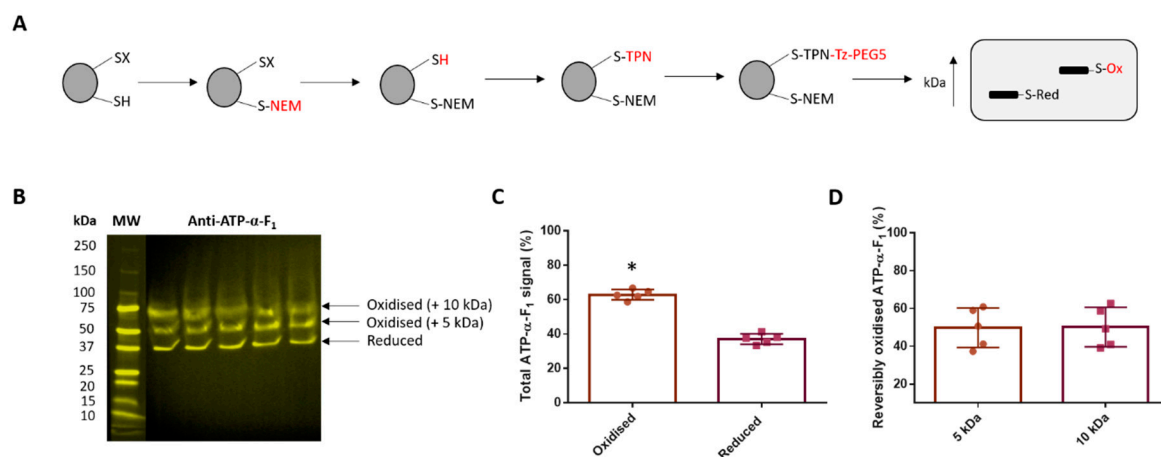 A
SX
SH
SX
S-NEM
SH
S-NEM
S-TPN
S-NEM
S-TPN-Tz-PEG5
S-NEM
kDa
S-Ox
S-Red
B
kDa
MW
Anti-ATP-α-F₁
250
150
100
75
50
37
25
20
15
10
Oxidised (+ 10 kDa)
Oxidised (+ 5 kDa)
Reduced
C
Total ATP-α-F₁ signal (%)
100
80
60
40
20
0
*
Oxidised
Reduced
D
Reversibly oxidised ATP-α-F₁ (%)
100
80
60
40
20
5 kDa
10 kDa